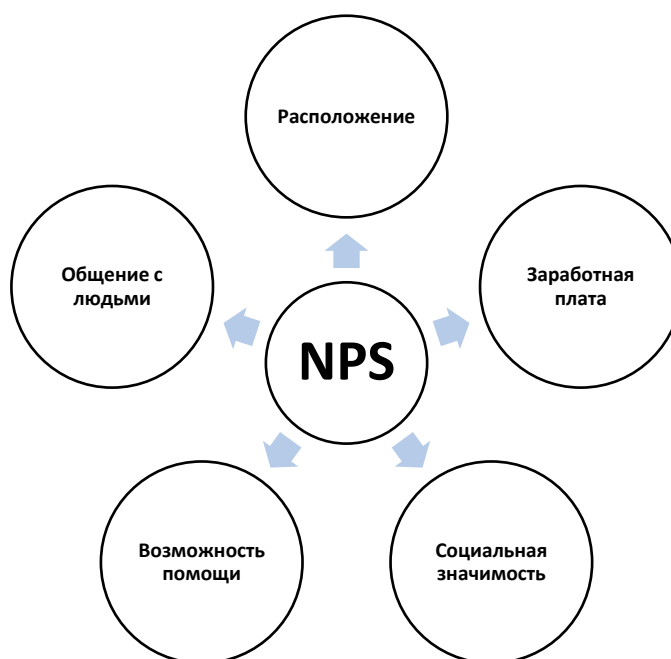 Расположение
Общение с
людьми
Заработная
плата
NPS
Возможность
помощи
Социальная
значимость